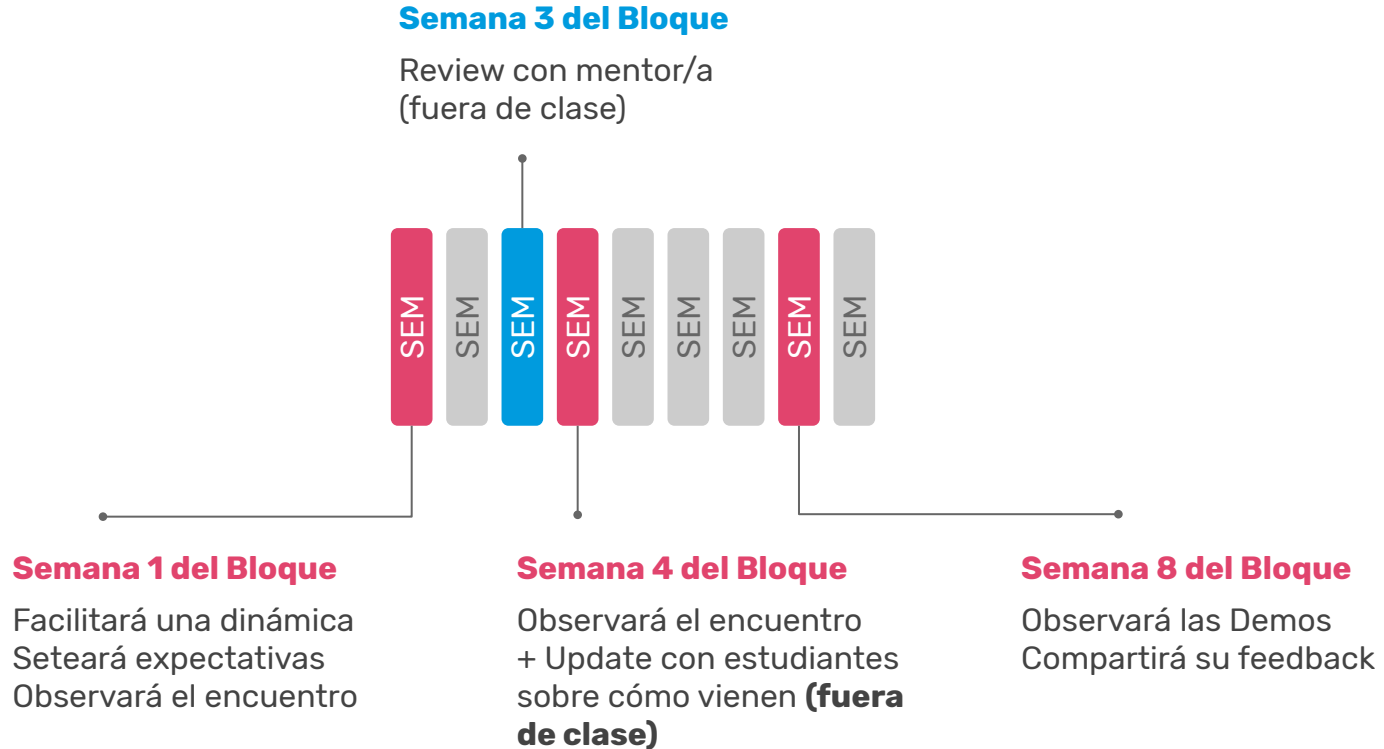 Semana 3 del Bloque
Review con mentor/a
(fuera de clase)
SEM
SEM
SEM
SEM
SEM
SEM
SEM
SEM
SEM
Semana 1 del Bloque
Facilitará una dinámica
Seteará expectativas
Observará el encuentro
Semana 4 del Bloque
Observará el encuentro
+ Update con estudiantes
sobre cómo vienen (fuera
de clase)
Semana 8 del Bloque
Observará las Demos
Compartirá su feedback